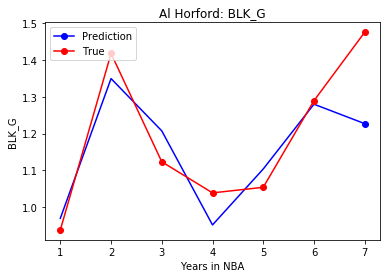 Al Horford: BLK_G
Prediction
True
1.5
1.4
1.3
1.2
1.1
1.0
BLK_G
1 2 3 4 5 6 7
Years in NBA